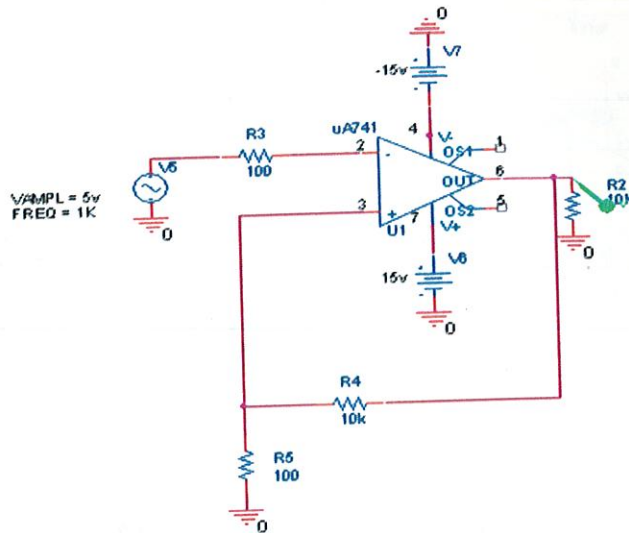 0
V7
-15v
uA741
4
V-
R3
2
-
OS1
1
V5
100
6
OUT
R2
VAMPL = 5v
FREQ = 1K
0
3
+
5
OS2
7
U1
V+
0
V6
15v
0
R4
10k
R5
100
0